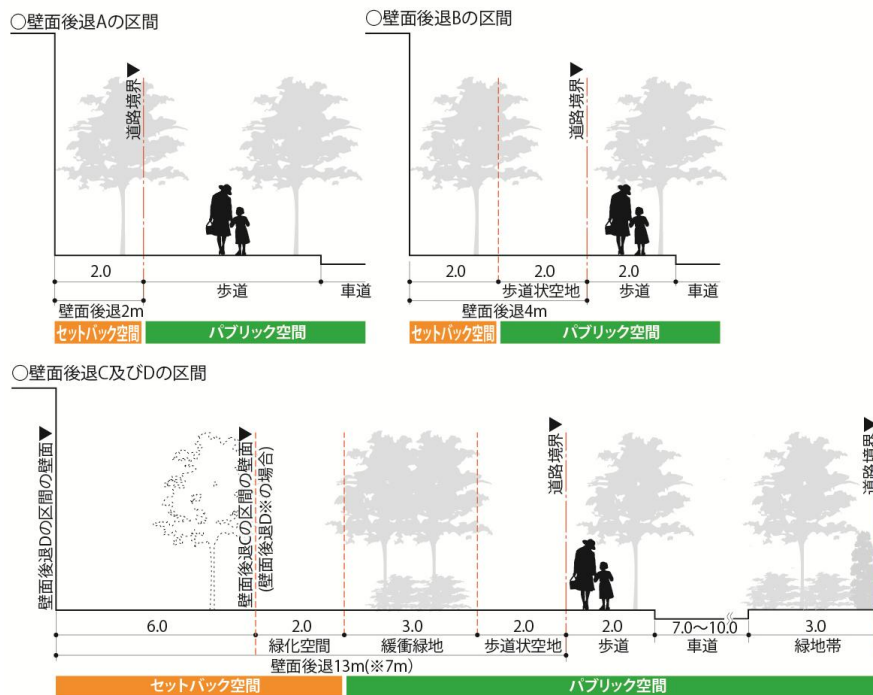 ○壁面後退Aの区間
道路境界
2.0
歩道
車道
壁面後退2m
セットバック空間
パブリック空間
○壁面後退Bの区間
道路境界
2.0
2.0
2.0
歩道状空地
歩道
車道
壁面後退4m
セットバック空間
パブリック空間
○壁面後退C及びDの区間
壁面後退Dの区間の壁面
壁面後退Cの区間の壁面
(壁面後退D※の場合)
道路境界
道路境界
6.0
2.0
3.0
2.0
2.0
7.0～10.0
3.0
緑化空間
緩衝緑地
歩道状空地
歩道
車道
緑地帯
壁面後退13m(※7m)
セットバック空間
パブリック空間